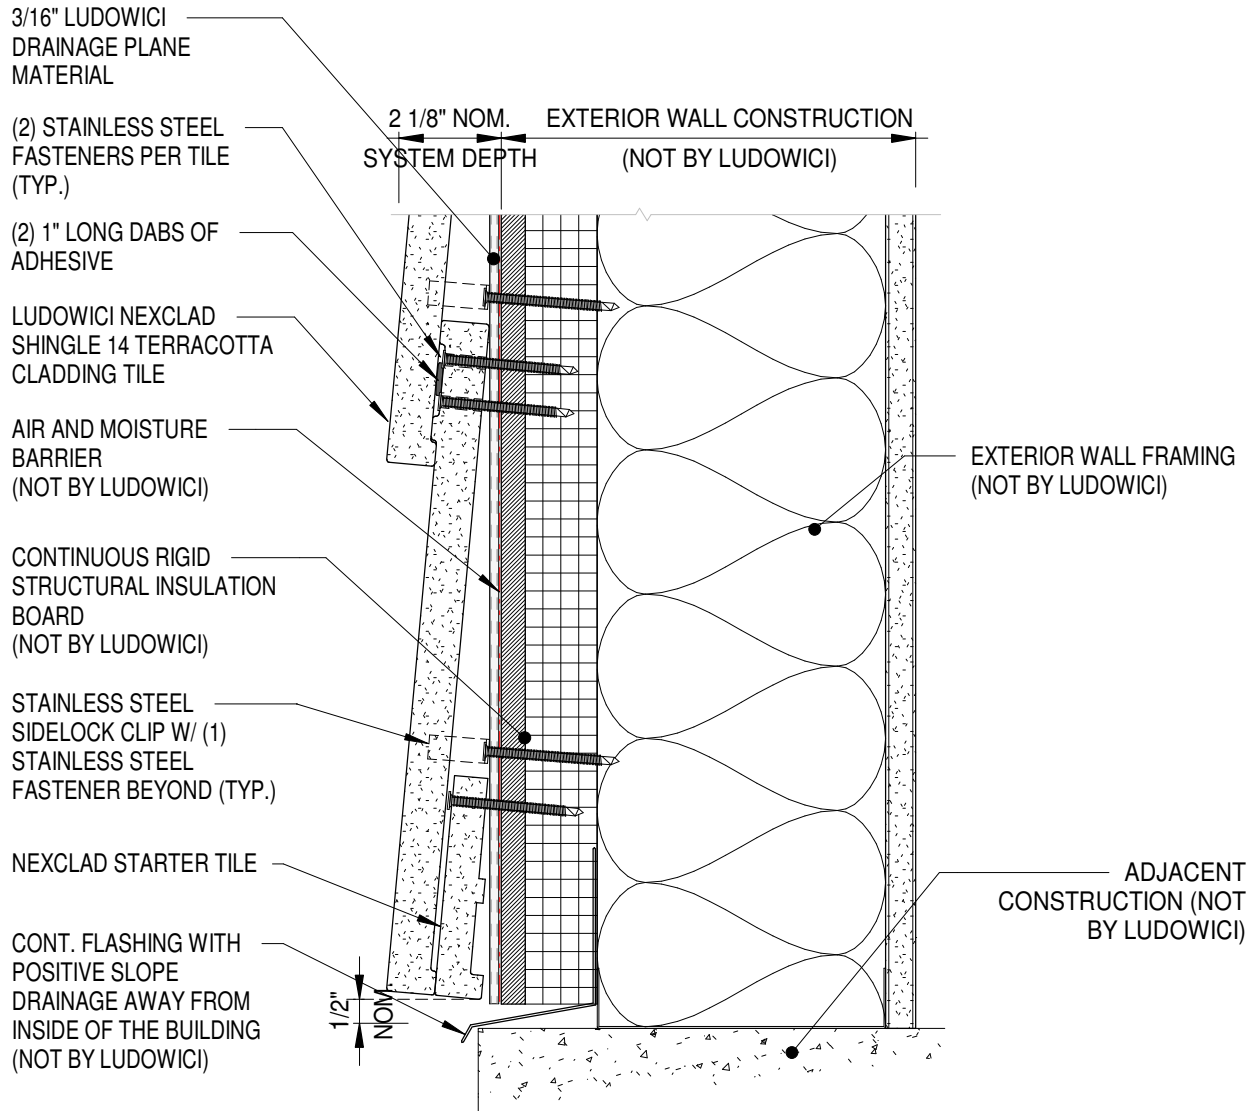 3/16" LUDOWICI
DRAINAGE PLANE
MATERIAL
2 1/8" NOM.
SYSTEM DEPTH
EXTERIOR WALL CONSTRUCTION
(NOT BY LUDOWICI)
(2) STAINLESS STEEL
FASTENERS PER TILE
(TYP.)
(2) 1" LONG DABS OF
ADHESIVE
LUDOWICI NEXCLAD
SHINGLE 14 TERRACOTTA
CLADDING TILE
AIR AND MOISTURE
BARRIER
(NOT BY LUDOWICI)
EXTERIOR WALL FRAMING
(NOT BY LUDOWICI)
CONTINUOUS RIGID
STRUCTURAL INSULATION
BOARD
(NOT BY LUDOWICI)
STAINLESS STEEL
SIDELOCK CLIP W/ (1)
STAINLESS STEEL
FASTENER BEYOND (TYP.)
NEXCLAD STARTER TILE
ADJACENT
CONSTRUCTION (NOT
BY LUDOWICI)
CONT. FLASHING WITH
POSITIVE SLOPE
DRAINAGE AWAY FROM
INSIDE OF THE BUILDING
(NOT BY LUDOWICI)
1/2"
NOM